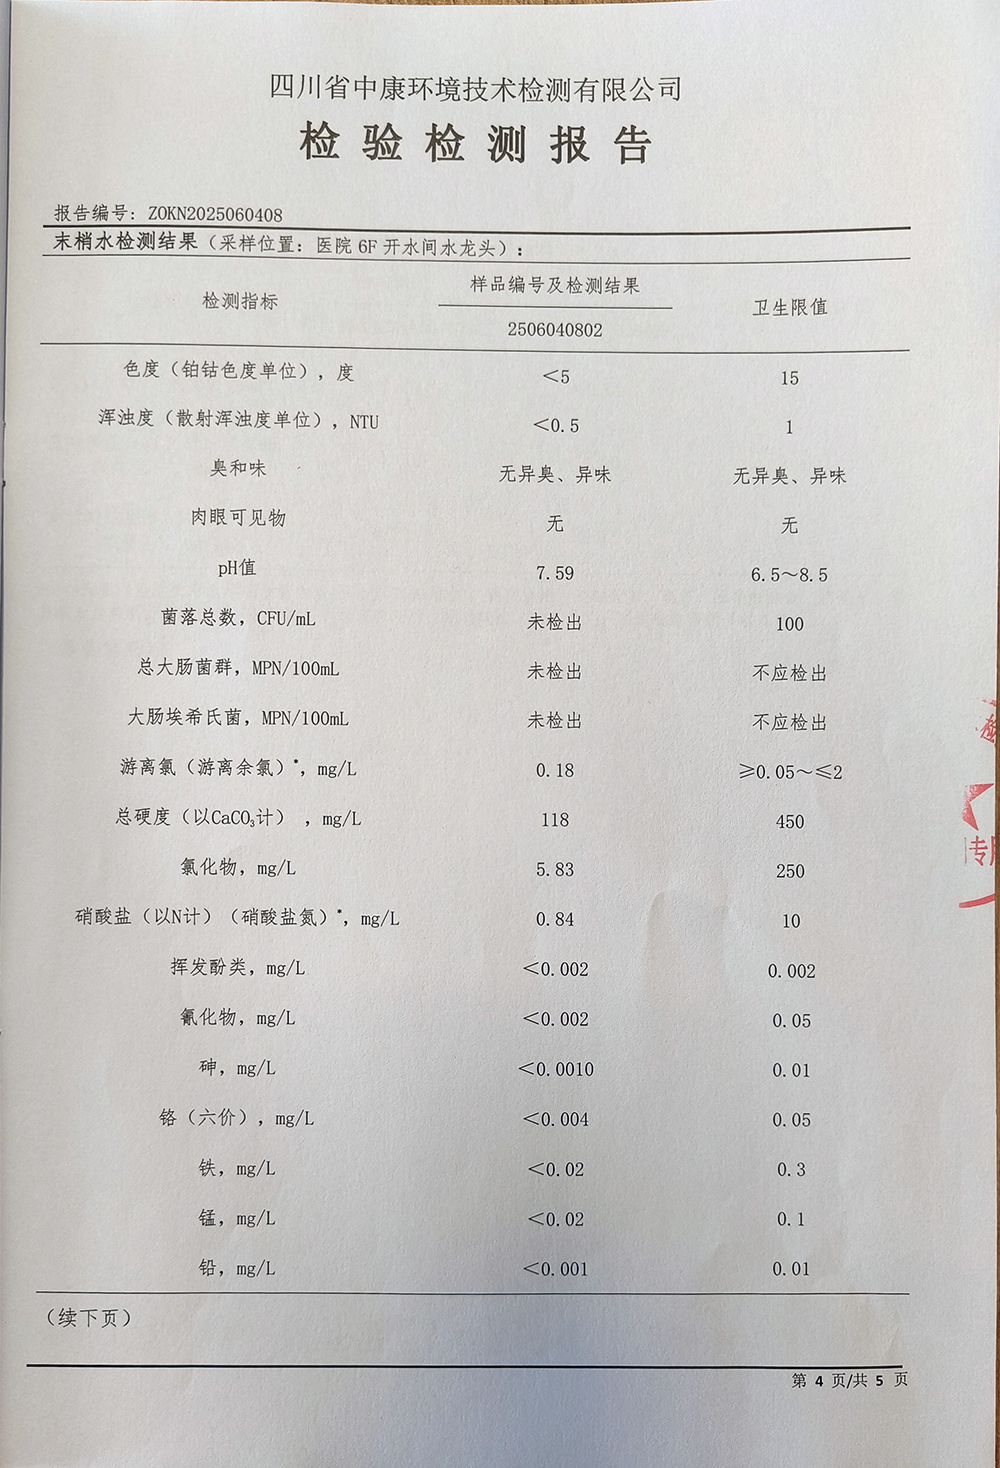 四川省中康环境技术检测有限公司
检验检测报告
报告编号：ZOKN2025060408
末梢水检测结果（采样位置：医院 6F 开水间水龙头）：
检测指标 样品编号及检测结果 卫生限值
2506040802
色度（铂钴色度单位），度 <5 15
浑浊度（散射浑浊度单位），NTU <0.5 1
臭和味 无异臭、异味 无异臭、异味
肉眼可见物 无 无
pH值 7.59 6.5～8.5
菌落总数，CFU/mL 未检出 100
总大肠菌群，MPN/100mL 未检出 不应检出
大肠埃希氏菌，MPN/100mL 未检出 不应检出
游离氯（游离余氯）*，mg/L 0.18 ≥0.05～≤2
总硬度（以CaCO₃计），mg/L 118 450
氯化物，mg/L 5.83 250
硝酸盐（以N计）（硝酸盐氮）*，mg/L 0.84 10
挥发酚类，mg/L <0.002 0.002
氰化物，mg/L <0.002 0.05
砷，mg/L <0.0010 0.01
铬（六价），mg/L <0.004 0.05
铁，mg/L <0.02 0.3
锰，mg/L <0.02 0.1
铅，mg/L <0.001 0.01
（续下页）
第 4 页/共 5 页